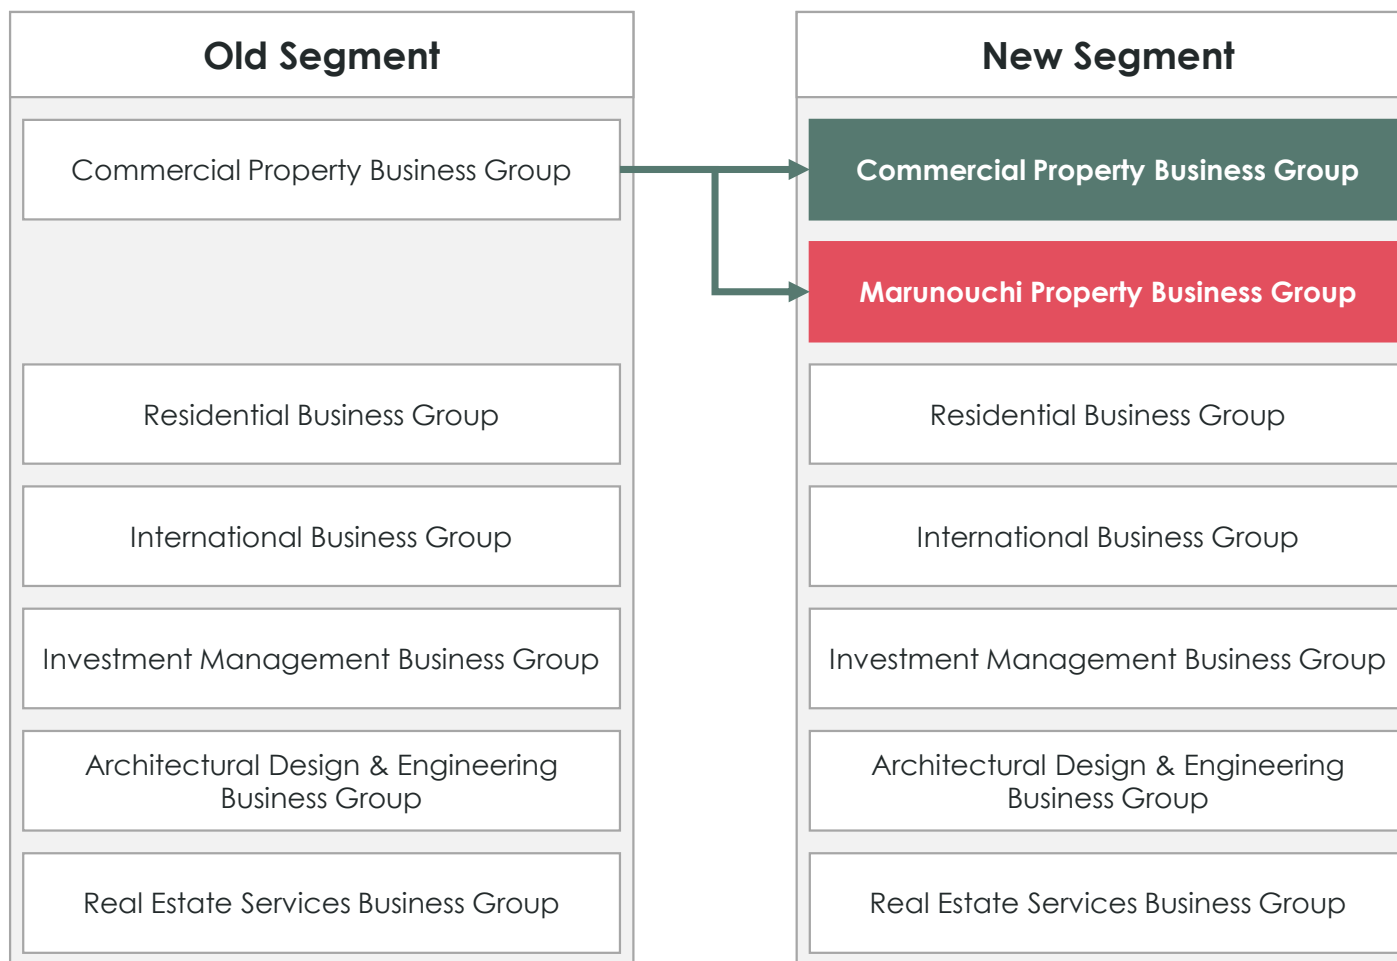 Old Segment
Commercial Property Business Group
Residential Business Group
International Business Group
Investment Management Business Group
Architectural Design & Engineering
Business Group
Real Estate Services Business Group
New Segment
Commercial Property Business Group
Marunouchi Property Business Group
Residential Business Group
International Business Group
Investment Management Business Group
Architectural Design & Engineering
Business Group
Real Estate Services Business Group